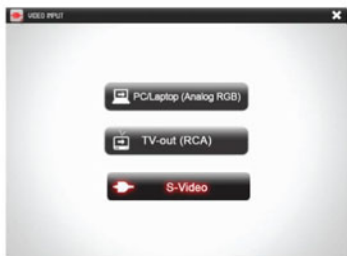 VIDEO INPUT
PC/Laptop (Analog RGB)
TV-out (RCA)
S-Video